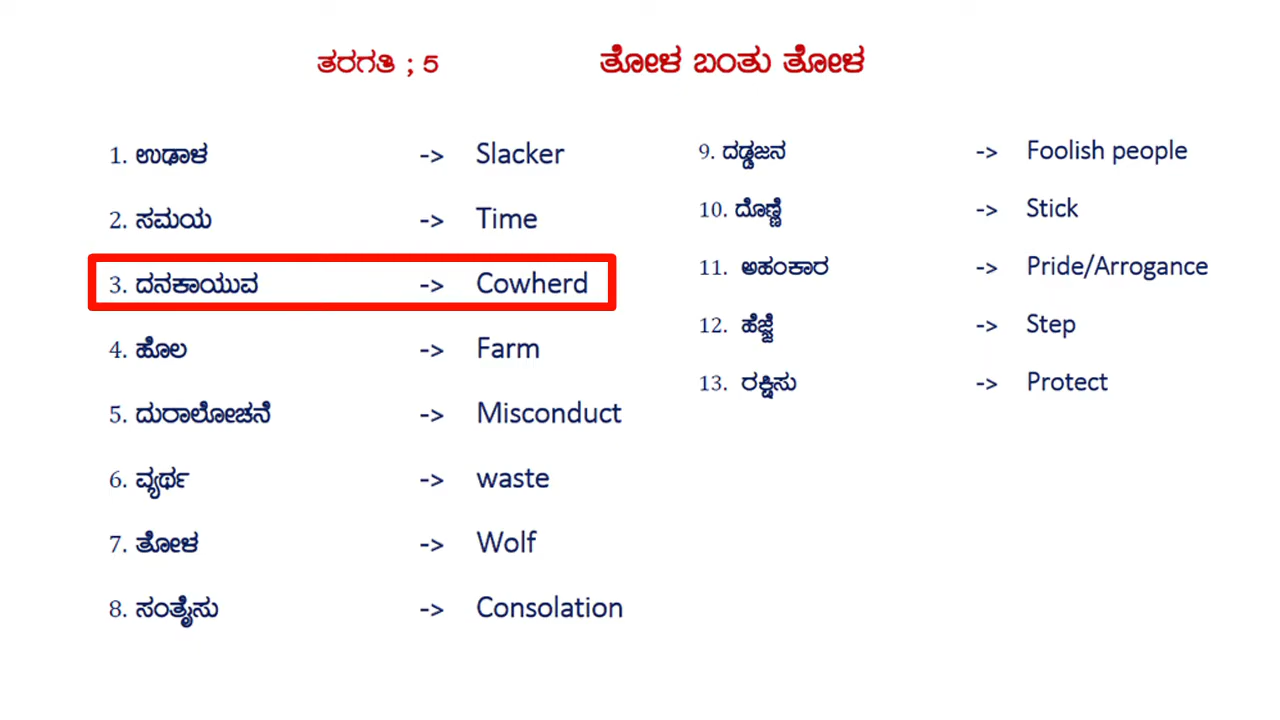 ತರಗತಿ ; 5 ತೋಳ ಬಂತು ತೋಳ
1. ಉಢಾಳ -> Slacker
2. ಸಮಯ -> Time
3. ದನಕಾಯುವ -> Cowherd
4. ಹೊಲ -> Farm
5. ದುರಾಲೋಚನೆ -> Misconduct
6. ವ್ಯರ್ಥ -> waste
7. ತೋಳ -> Wolf
8. ಸಂತೈಸು -> Consolation
9. ದಡ್ಡಜನ -> Foolish people
10. ದೊಣ್ಣೆ -> Stick
11. ಅಹಂಕಾರ -> Pride/Arrogance
12. ಹೆಜ್ಜೆ -> Step
13. ರಕ್ಷಿಸು -> Protect